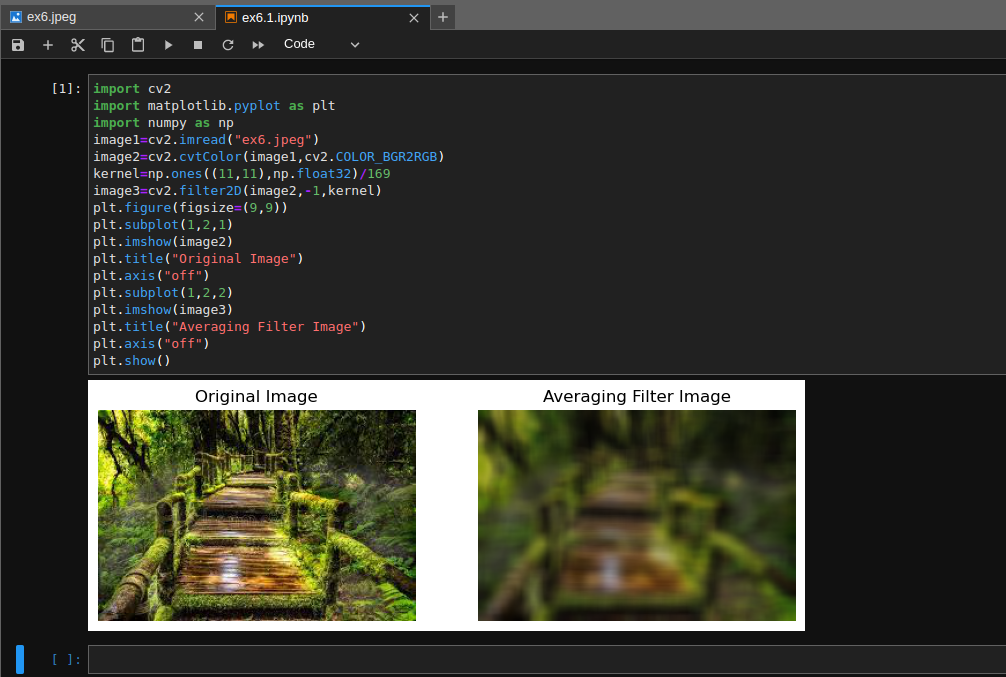 ex6.jpeg
ex6.1.ipynb
Code
[1]:
import cv2
import matplotlib.pyplot as plt
import numpy as np
image1=cv2.imread("ex6.jpeg")
image2=cv2.cvtColor(image1,cv2.COLOR_BGR2RGB)
kernel=np.ones((11,11),np.float32)/169
image3=cv2.filter2D(image2,-1,kernel)
plt.figure(figsize=(9,9))
plt.subplot(1,2,1)
plt.imshow(image2)
plt.title("Original Image")
plt.axis("off")
plt.subplot(1,2,2)
plt.imshow(image3)
plt.title("Averaging Filter Image")
plt.axis("off")
plt.show()
Original Image
Averaging Filter Image
[ ]: